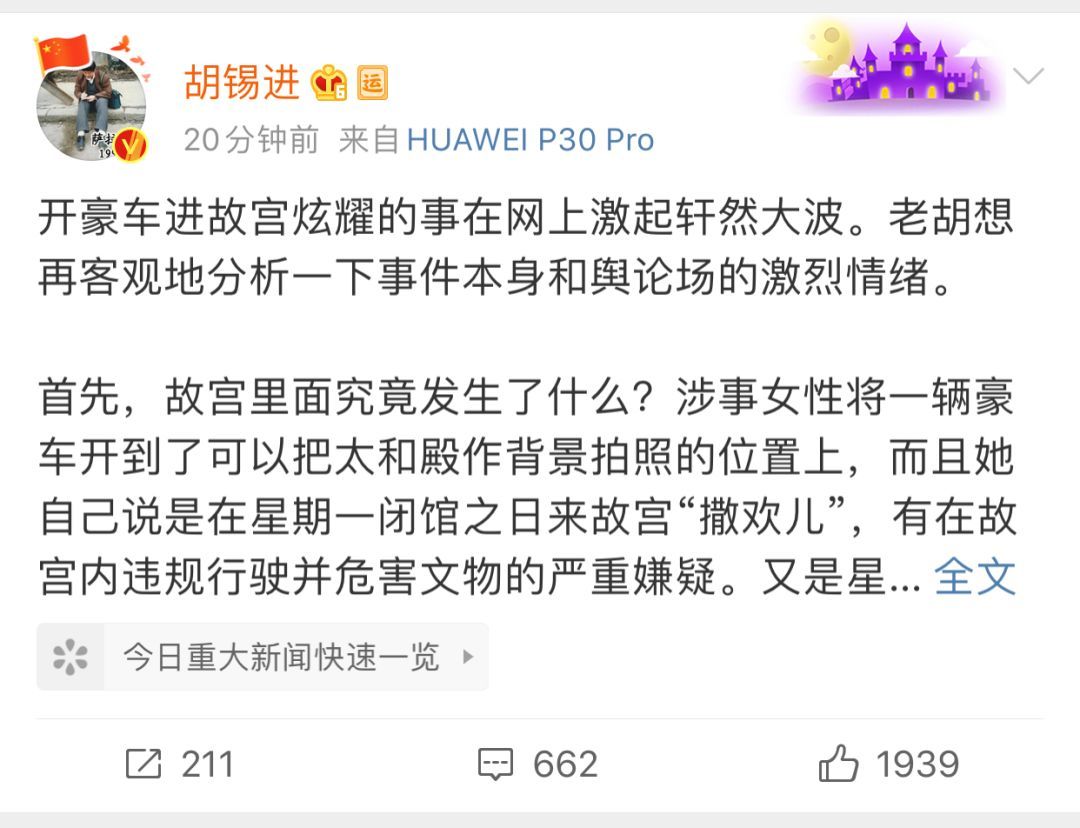 胡锡进
运
20分钟前 来自 HUAWEI P30 Pro
开豪车进故宫炫耀的事在网上激起轩然大波。老胡想
再客观地分析一下事件本身和舆论场的激烈情绪。
首先，故宫里面究竟发生了什么？涉事女性将一辆豪
车开到了可以把太和殿作背景拍照的位置上，而且她
自己说是在星期一闭馆之日来故宫“撒欢儿”，有在故
宫内违规行驶并危害文物的严重嫌疑。又是星... 全文
今日重大新闻快速一览
211 662 1939